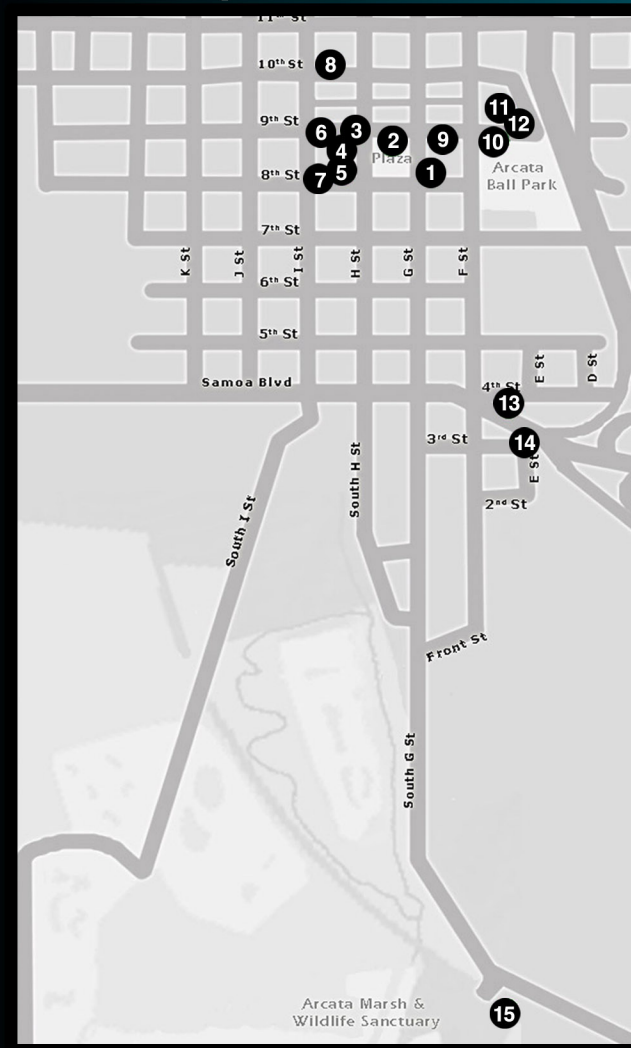 11th St
10th St
8
9th St
11
12
6
3
2
9
10
4
Plaza
Arcata
Ball Park
8th St
7
5
1
7th St
K St
J St
I St
H St
G St
F St
6th St
5th St
E St
D St
Samoa Blvd
4th St
13
3rd St
14
South H St
E St
2nd St
South I St
Front St
South G St
Arcata Marsh &
Wildlife Sanctuary
15